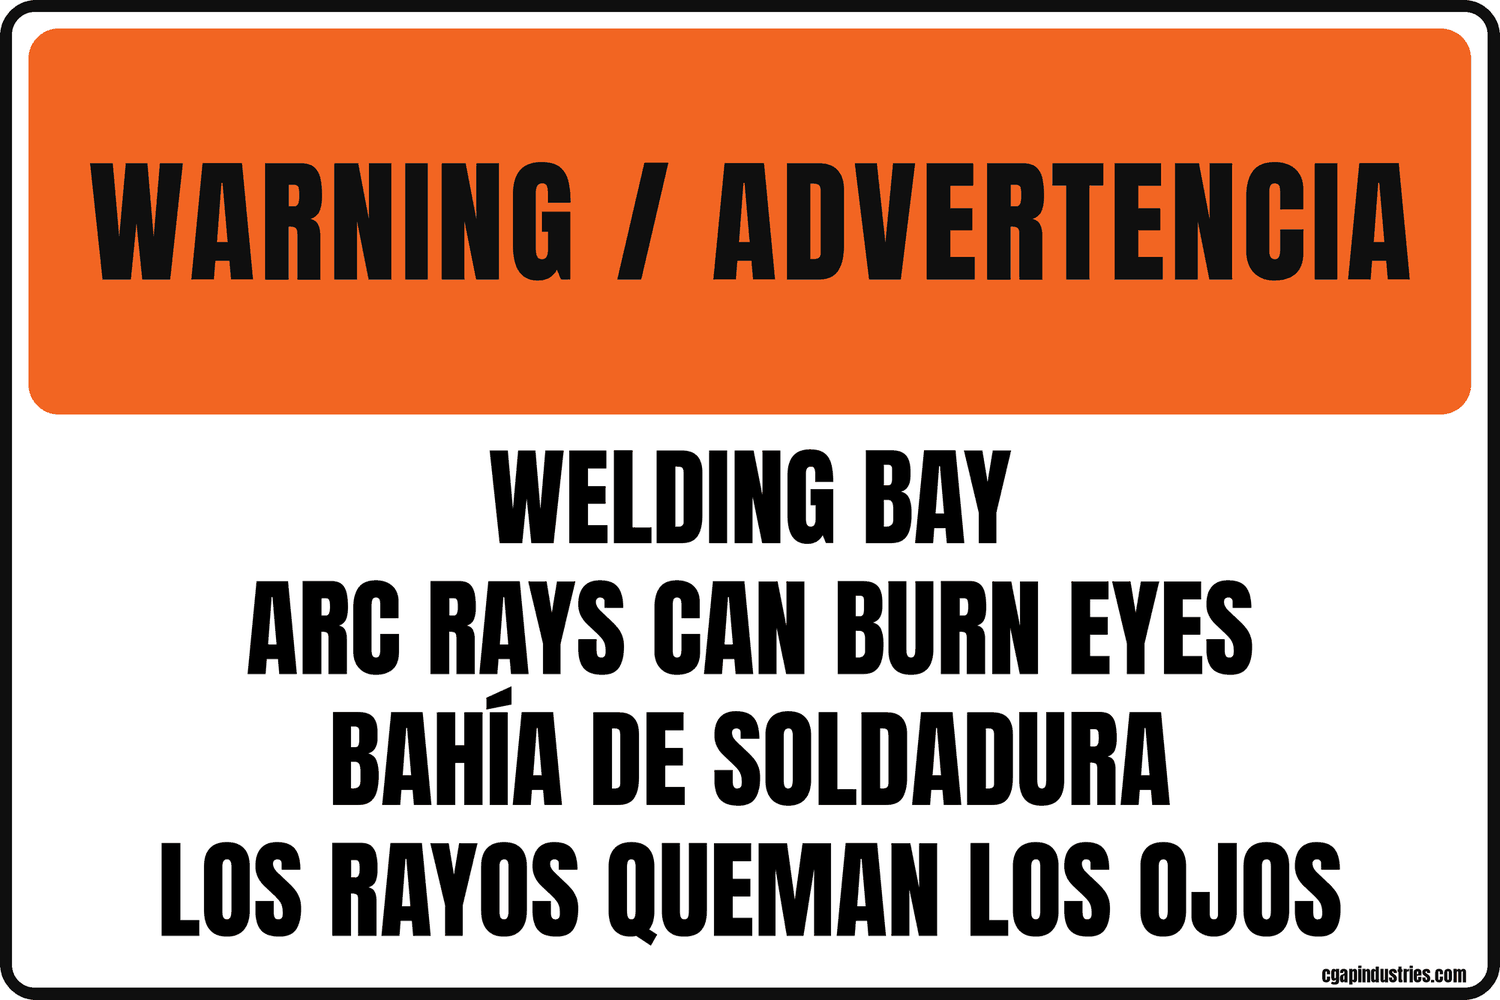 WARNING / ADVERTENCIA
WELDING BAY
ARC RAYS CAN BURN EYES
BAHÍA DE SOLDADURA
LOS RAYOS QUEMAN LOS OJOS
cgapindustries.com